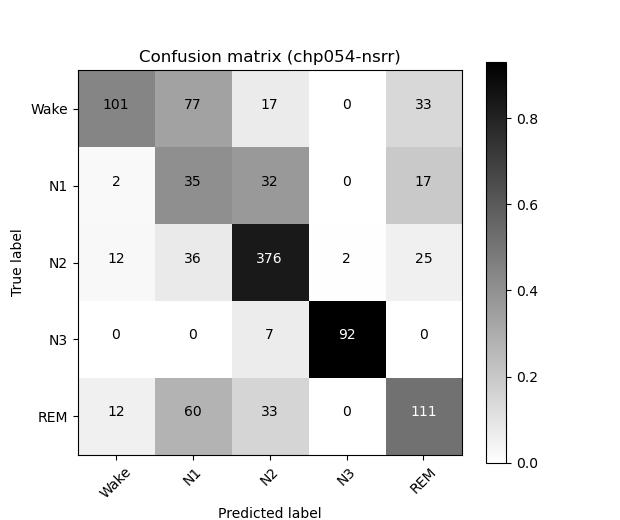 Confusion matrix (chp054-nsrr)
Wake 101 77 17 0 33
N1 2 35 32 0 17
N2 12 36 376 2 25
N3 0 0 7 92 0
REM 12 60 33 0 111
Wake N1 N2 N3 REM
Predicted label
True label
0.8
0.6
0.4
0.2
0.0